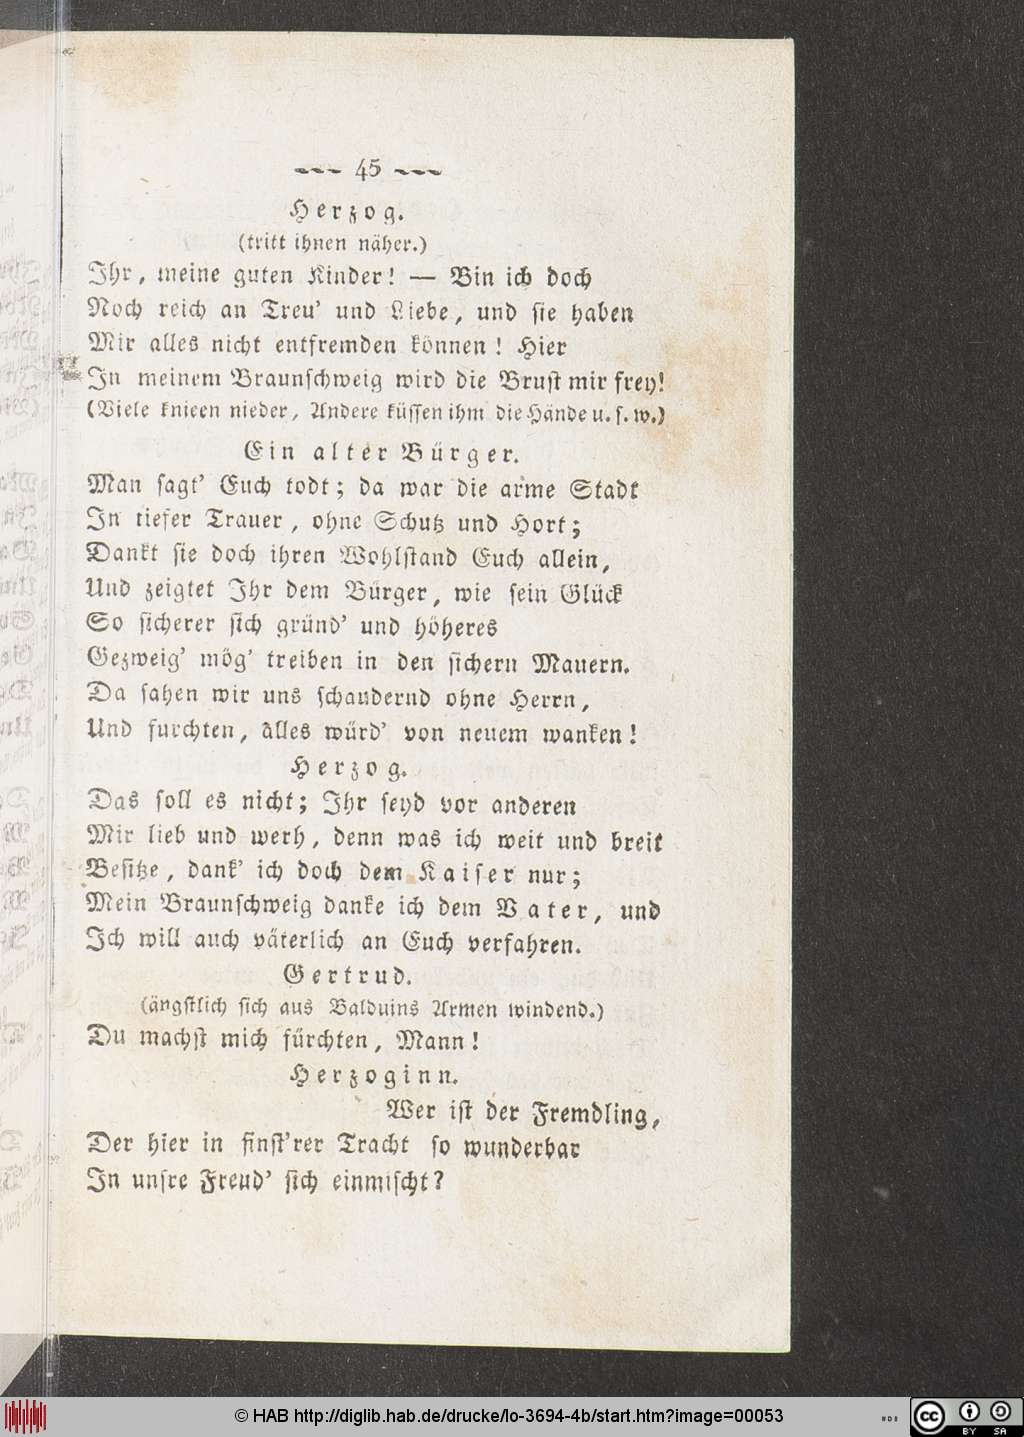 45
Herzog.
(tritt ihnen näher.)
Ihr, meine guten Kinder! — Bin ich doch
Noch reich an Treu' und Liebe, und sie haben
Mir alles nicht entfremden können! Hier
In meinem Braunschweig wird die Brust mir frey!
(Viele knieen nieder, Andere küssen ihm die Hände u. s. w.)
Ein alter Bürger.
Man sagt' Euch todt; da war die arme Stadt
In tiefer Trauer, ohne Schutz und Hort;
Dankt sie doch ihren Wohlstand Euch allein,
Und zeigtet Ihr dem Bürger, wie sein Glück
So sicherer sich gründ' und höheres
Gezweig' mög' treiben in den sichern Mauern.
Da sahen wir uns schaudernd ohne Herrn,
Und furchten, alles würd' von neuem wanken!
Herzog.
Das soll es nicht; Ihr seyd vor anderen
Mir lieb und werh, denn was ich weit und breit
Besitze, dank' ich doch dem Kaiser nur;
Mein Braunschweig danke ich dem Vater, und
Ich will auch väterlich an Euch verfahren.
Gertrud.
(ängstlich sich aus Balduins Armen windend.)
Du machst mich fürchten, Mann!
Herzoginn.
Wer ist der Fremdling,
Der hier in finst'rer Tracht so wunderbar
In unsre Freud' sich einmischt?
© HAB http://diglib.hab.de/drucke/lo-3694-4b/start.htm?image=00053
cc BY SA